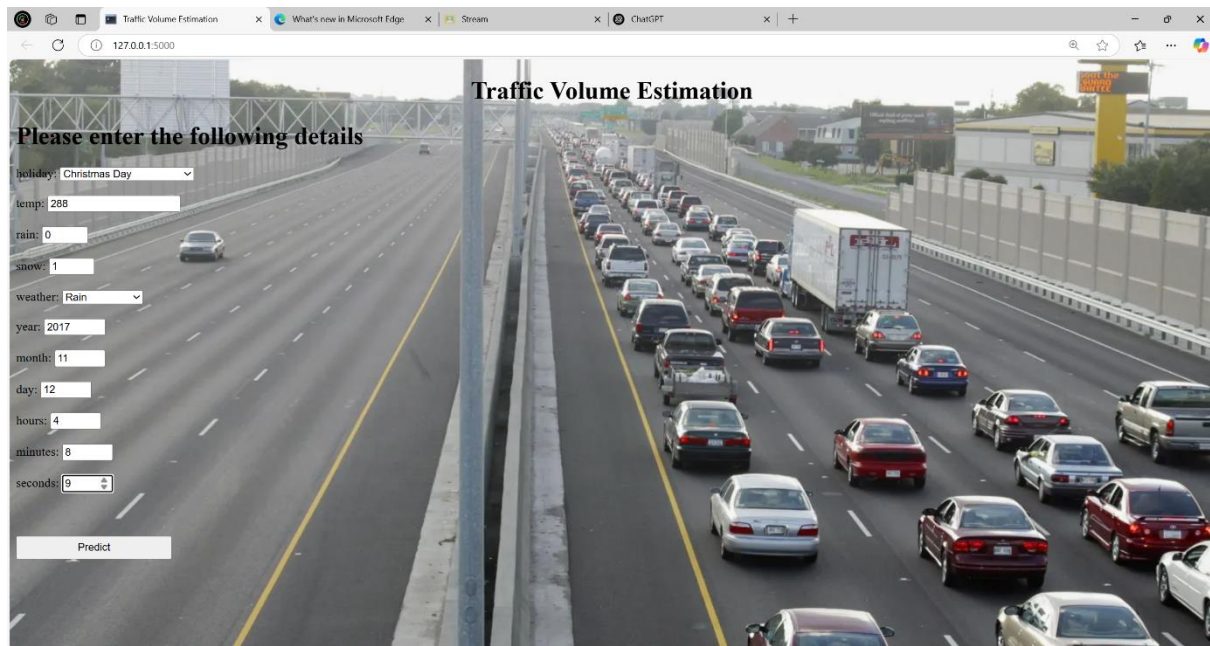 Traffic Volume Estimation What's new in Microsoft Edge Stream ChatGPT
127.0.0.1:5000
Traffic Volume Estimation
Please enter the following details
holiday: Christmas Day
temp: 288
rain: 0
snow: 1
weather: Rain
year: 2017
month: 11
day: 12
hours: 4
minutes: 8
seconds: 9
Predict